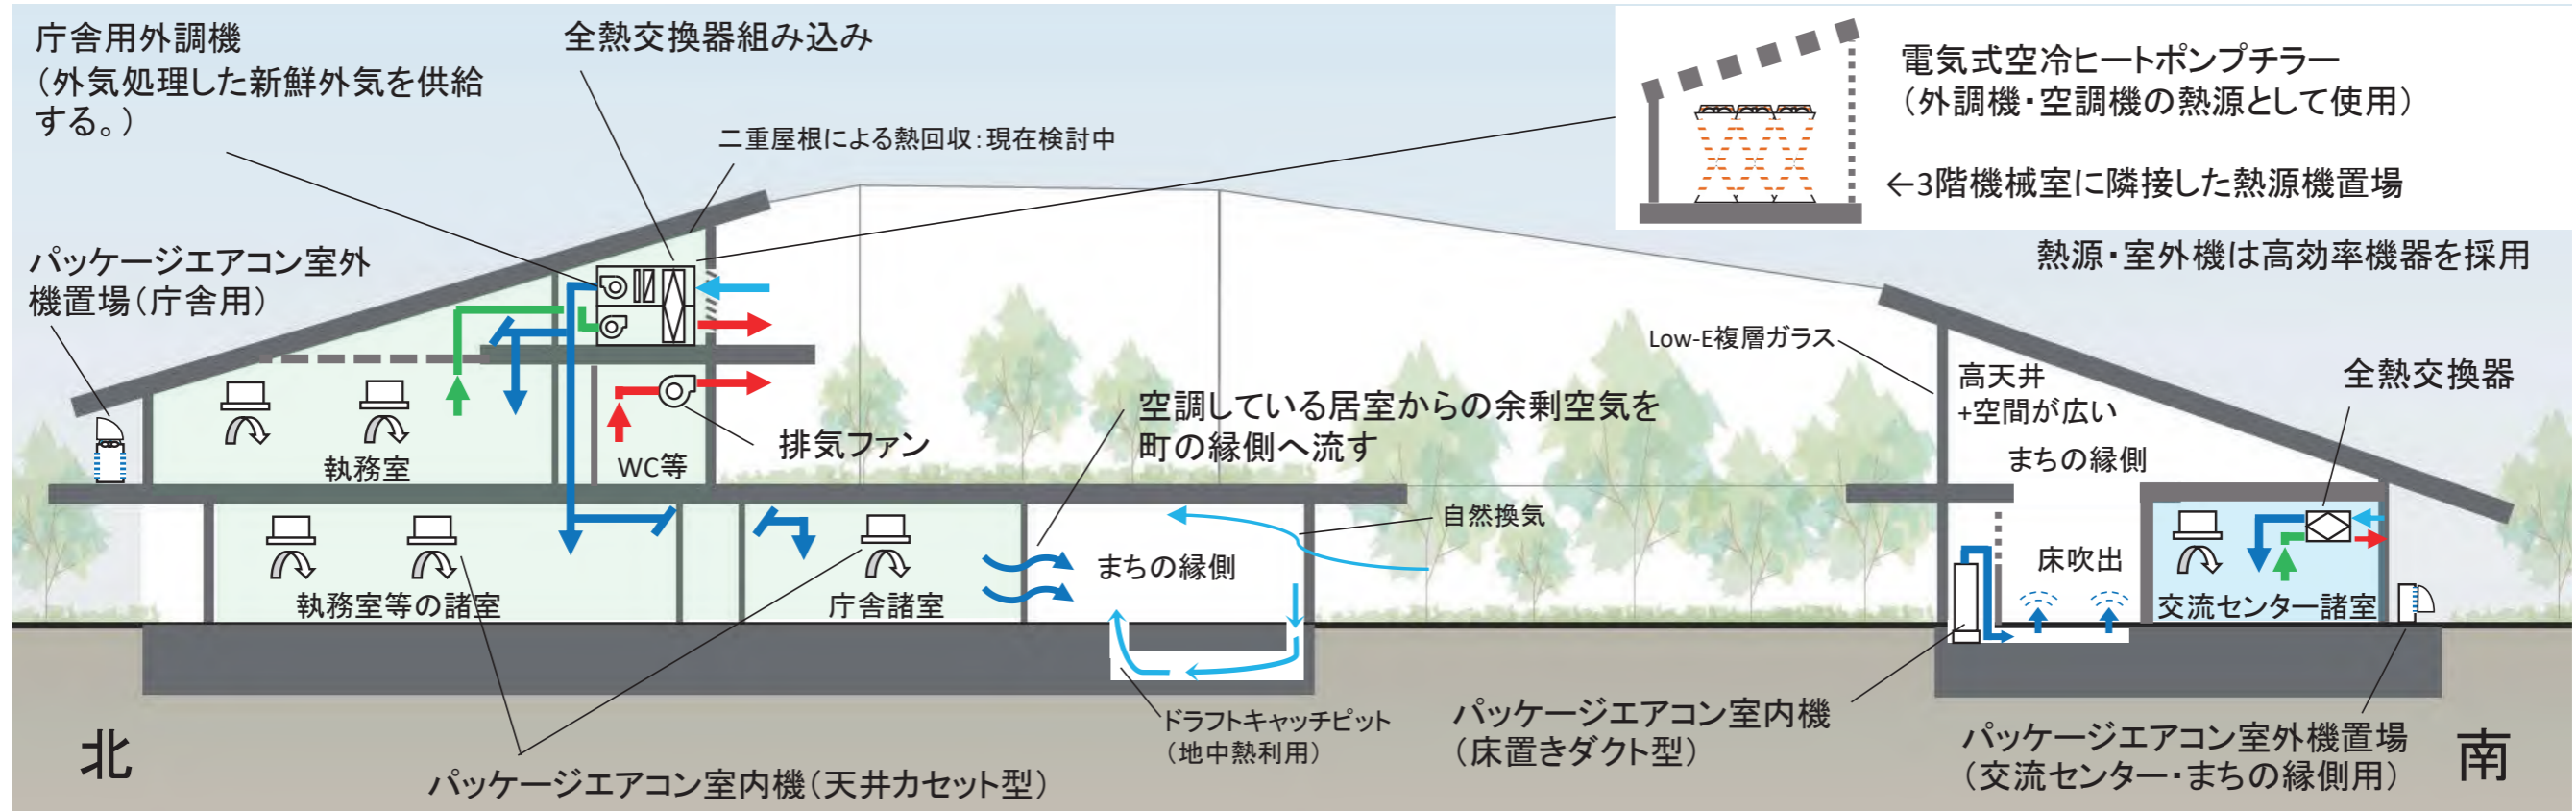 庁舎用外調機
（外気処理した新鮮外気を供給
する。）
全熱交換器組み込み
二重屋根による熱回収：現在検討中
電気式空冷ヒートポンプチラー
（外調機・空調機の熱源として使用）
←3階機械室に隣接した熱源機置場
熱源・室外機は高効率機器を採用
パッケージエアコン室外
機置場（庁舎用）
Low-E複層ガラス
高天井
+空間が広い
まちの縁側
全熱交換器
空調している居室からの余剰空気を
町の縁側へ流す
排気ファン
執務室
WC等
自然換気
まちの縁側
床吹出
執務室等の諸室
庁舎諸室
交流センター諸室
ドラフトキャッチピット
（地中熱利用）
パッケージエアコン室内機
（床置きダクト型）
パッケージエアコン室外機置場
（交流センター・まちの縁側用）
北
南
パッケージエアコン室内機（天井カセット型）